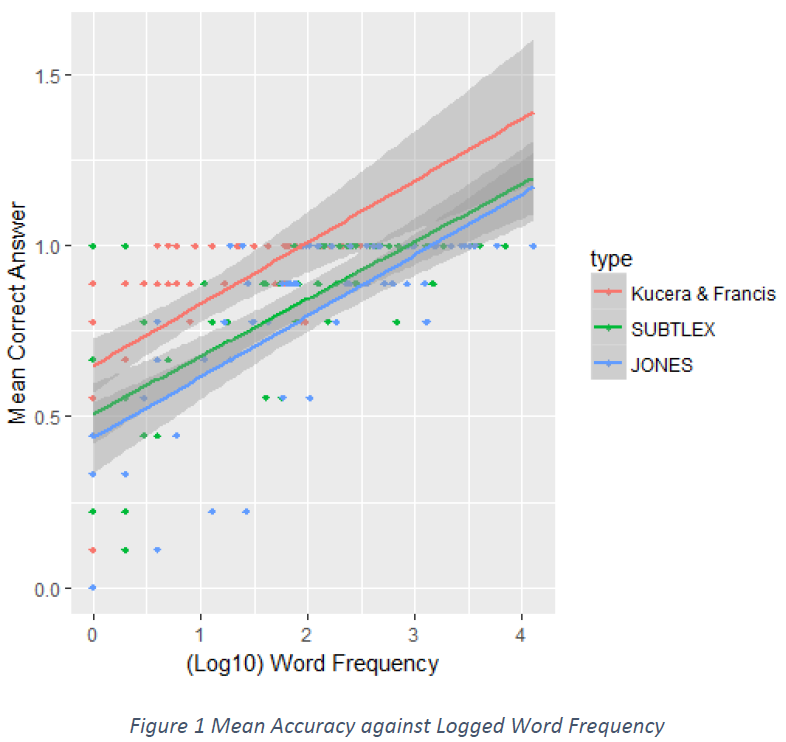 1.5
1.0
0.5
0.0
Mean Correct Answer
0 1 2 3 4
(Log10) Word Frequency
type
Kucera & Francis
SUBTLEX
JONES
Figure 1 Mean Accuracy against Logged Word Frequency